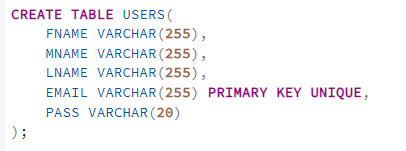 CREATE TABLE USERS(
    FNAME VARCHAR(255),
    MNAME VARCHAR(255),
    LNAME VARCHAR(255),
    EMAIL VARCHAR(255) PRIMARY KEY UNIQUE,
    PASS VARCHAR(20)
);